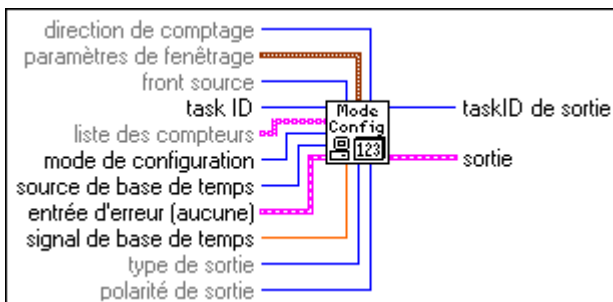 direction de comptage
paramètres de fenêtrage
front source
task ID
liste des compteurs
mode de configuration
source de base de temps
entrée d'erreur (aucune)
signal de base de temps
type de sortie
polarité de sortie
Mode
Config
123
taskID de sortie
sortie